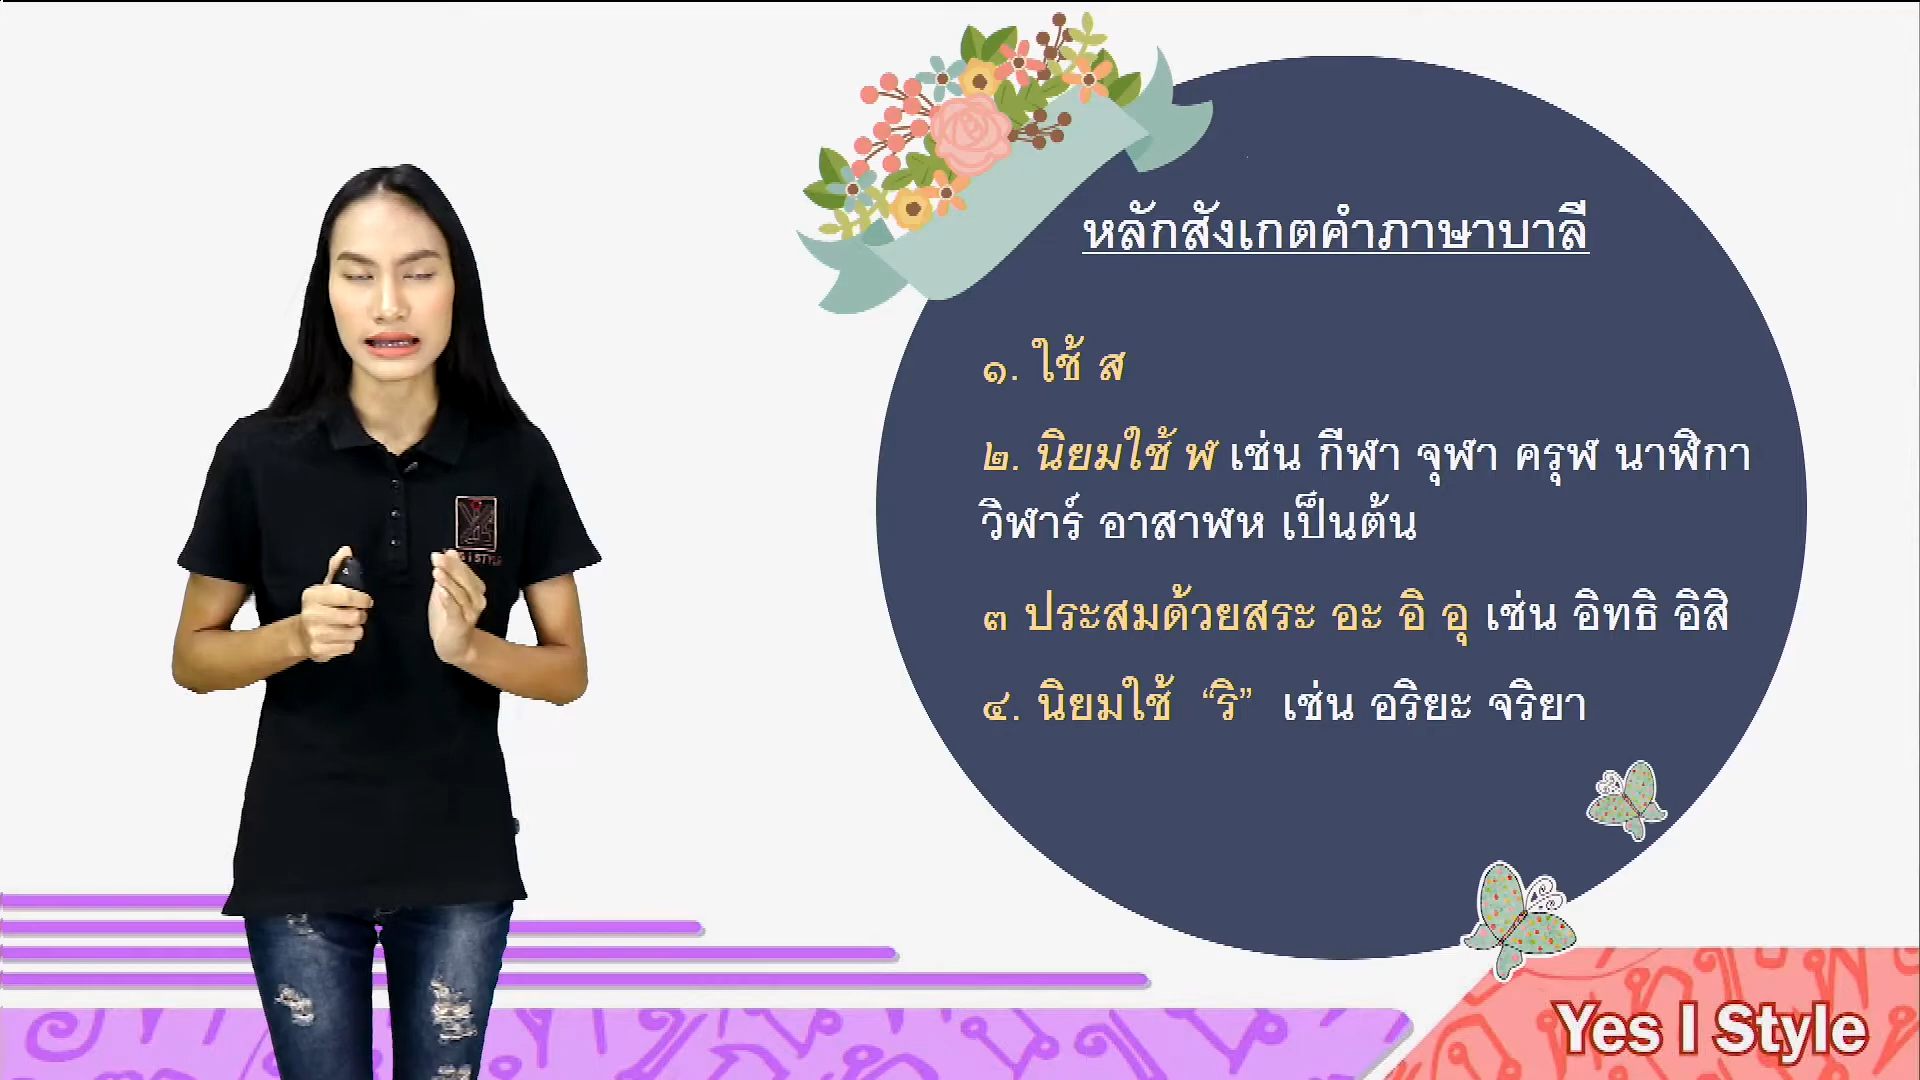 หลักสังเกตคำภาษาบาลี
๑. ใช้ ส
๒. นิยมใช้ ฬ เช่น กีฬา จุฬา ครุฬ นาฬิกา
วิฬาร์ อาสาฬห เป็นต้น
๓ ประสมด้วยสระ อะ อิ อุ เช่น อิทธิ อิสิ
๔. นิยมใช้ “ริ” เช่น อริยะ จริยา
Yes I Style